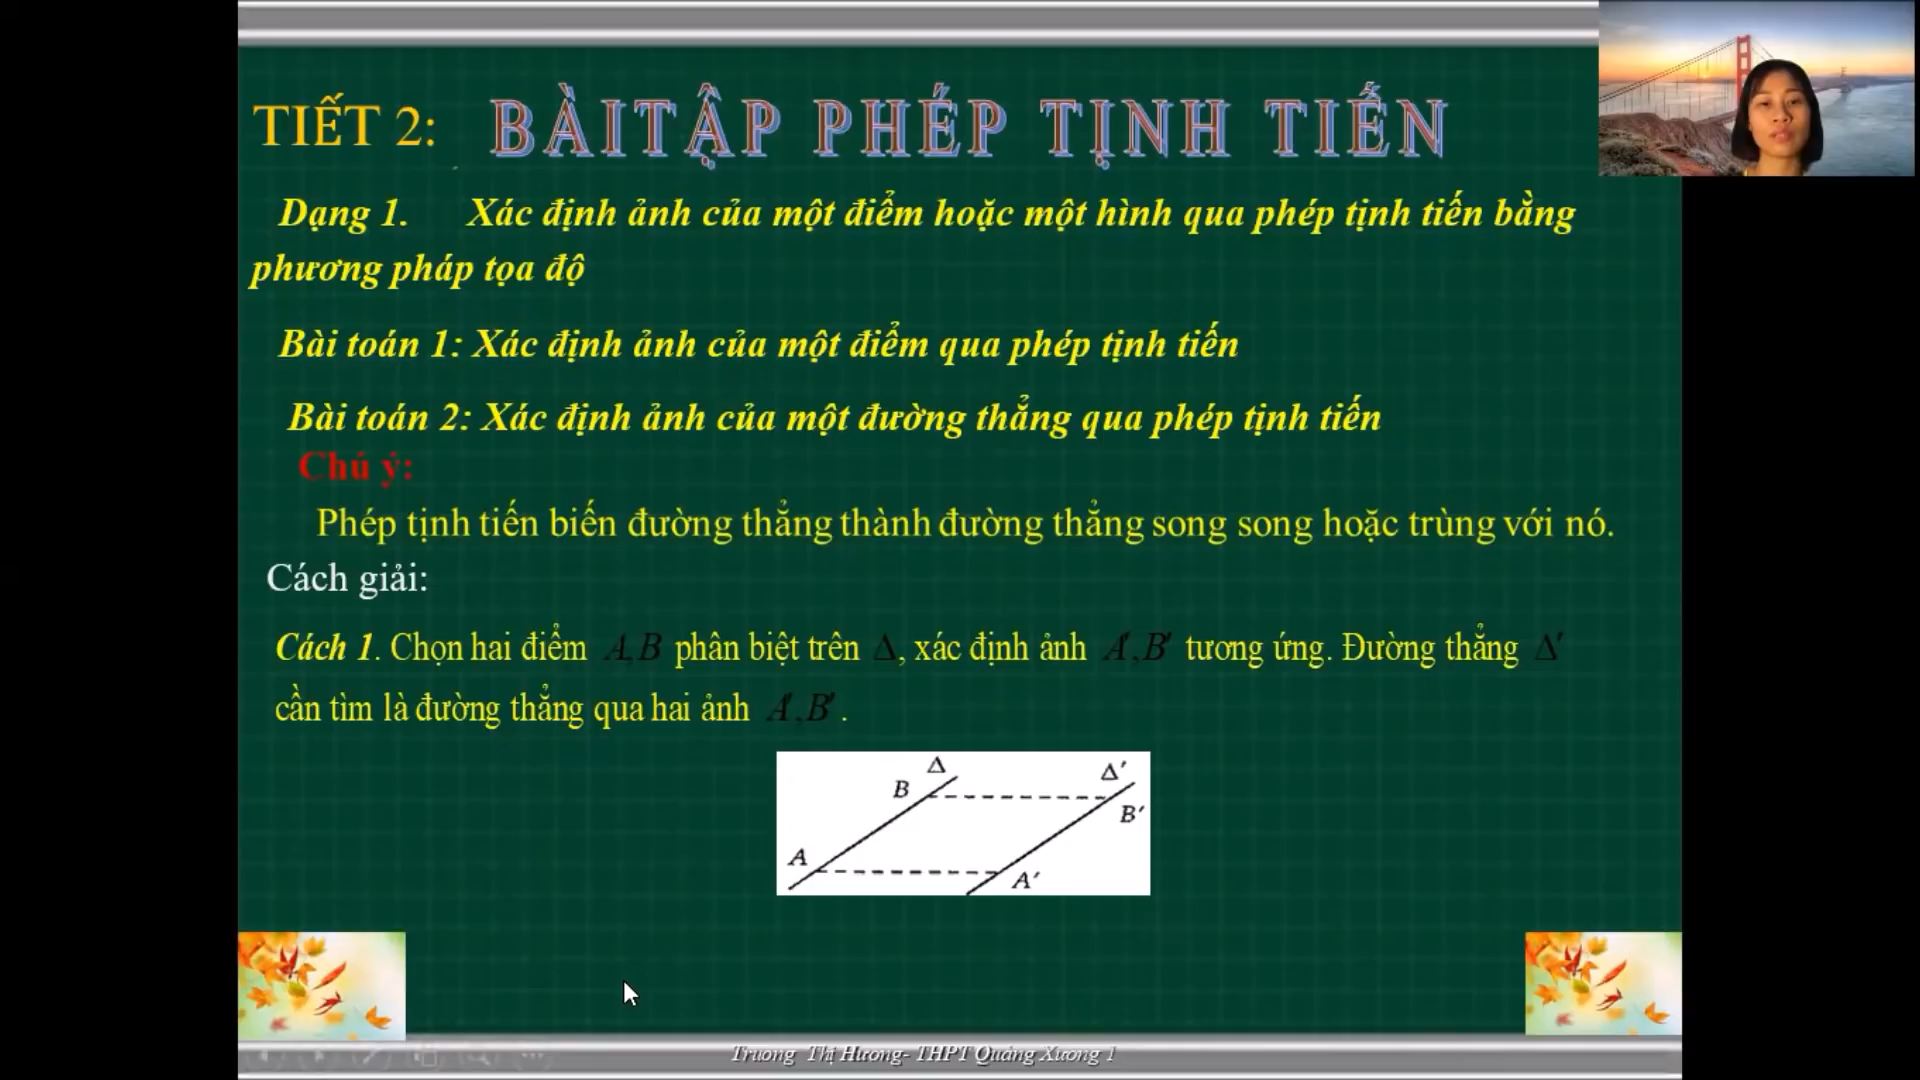 TIẾT 2: BÀI TẬP PHÉP TỊNH TIẾN
Dạng 1. Xác định ảnh của một điểm hoặc một hình qua phép tịnh tiến bằng
phương pháp tọa độ
Bài toán 1: Xác định ảnh của một điểm qua phép tịnh tiến
Bài toán 2: Xác định ảnh của một đường thẳng qua phép tịnh tiến
Chú ý:
Phép tịnh tiến biến đường thẳng thành đường thẳng song song hoặc trùng với nó.
Cách giải:
Cách 1. Chọn hai điểm A, B phân biệt trên Δ, xác định ảnh A', B' tương ứng. Đường thẳng Δ'
cần tìm là đường thẳng qua hai ảnh A', B'.
Δ
Δ'
B
B'
A
A'
Truong Thị Hương- THPT Quảng Xương 1